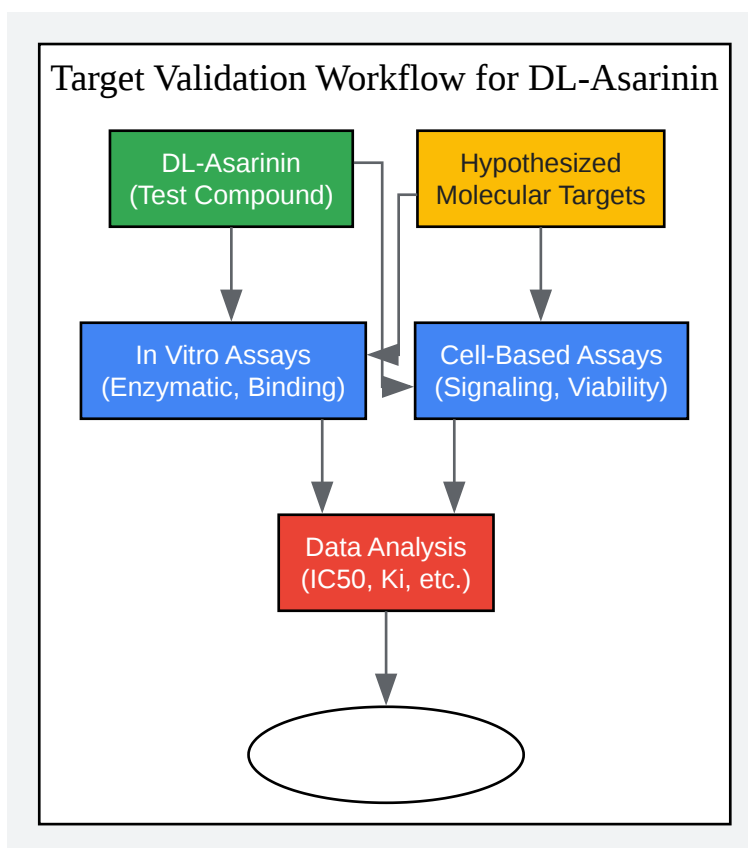 Target Validation Workflow for DL-Asarinin
DL-Asarinin
(Test Compound)
Hypothesized
Molecular Targets
In Vitro Assays
(Enzymatic, Binding)
Cell-Based Assays
(Signaling, Viability)
Data Analysis
(IC50, Ki, etc.)